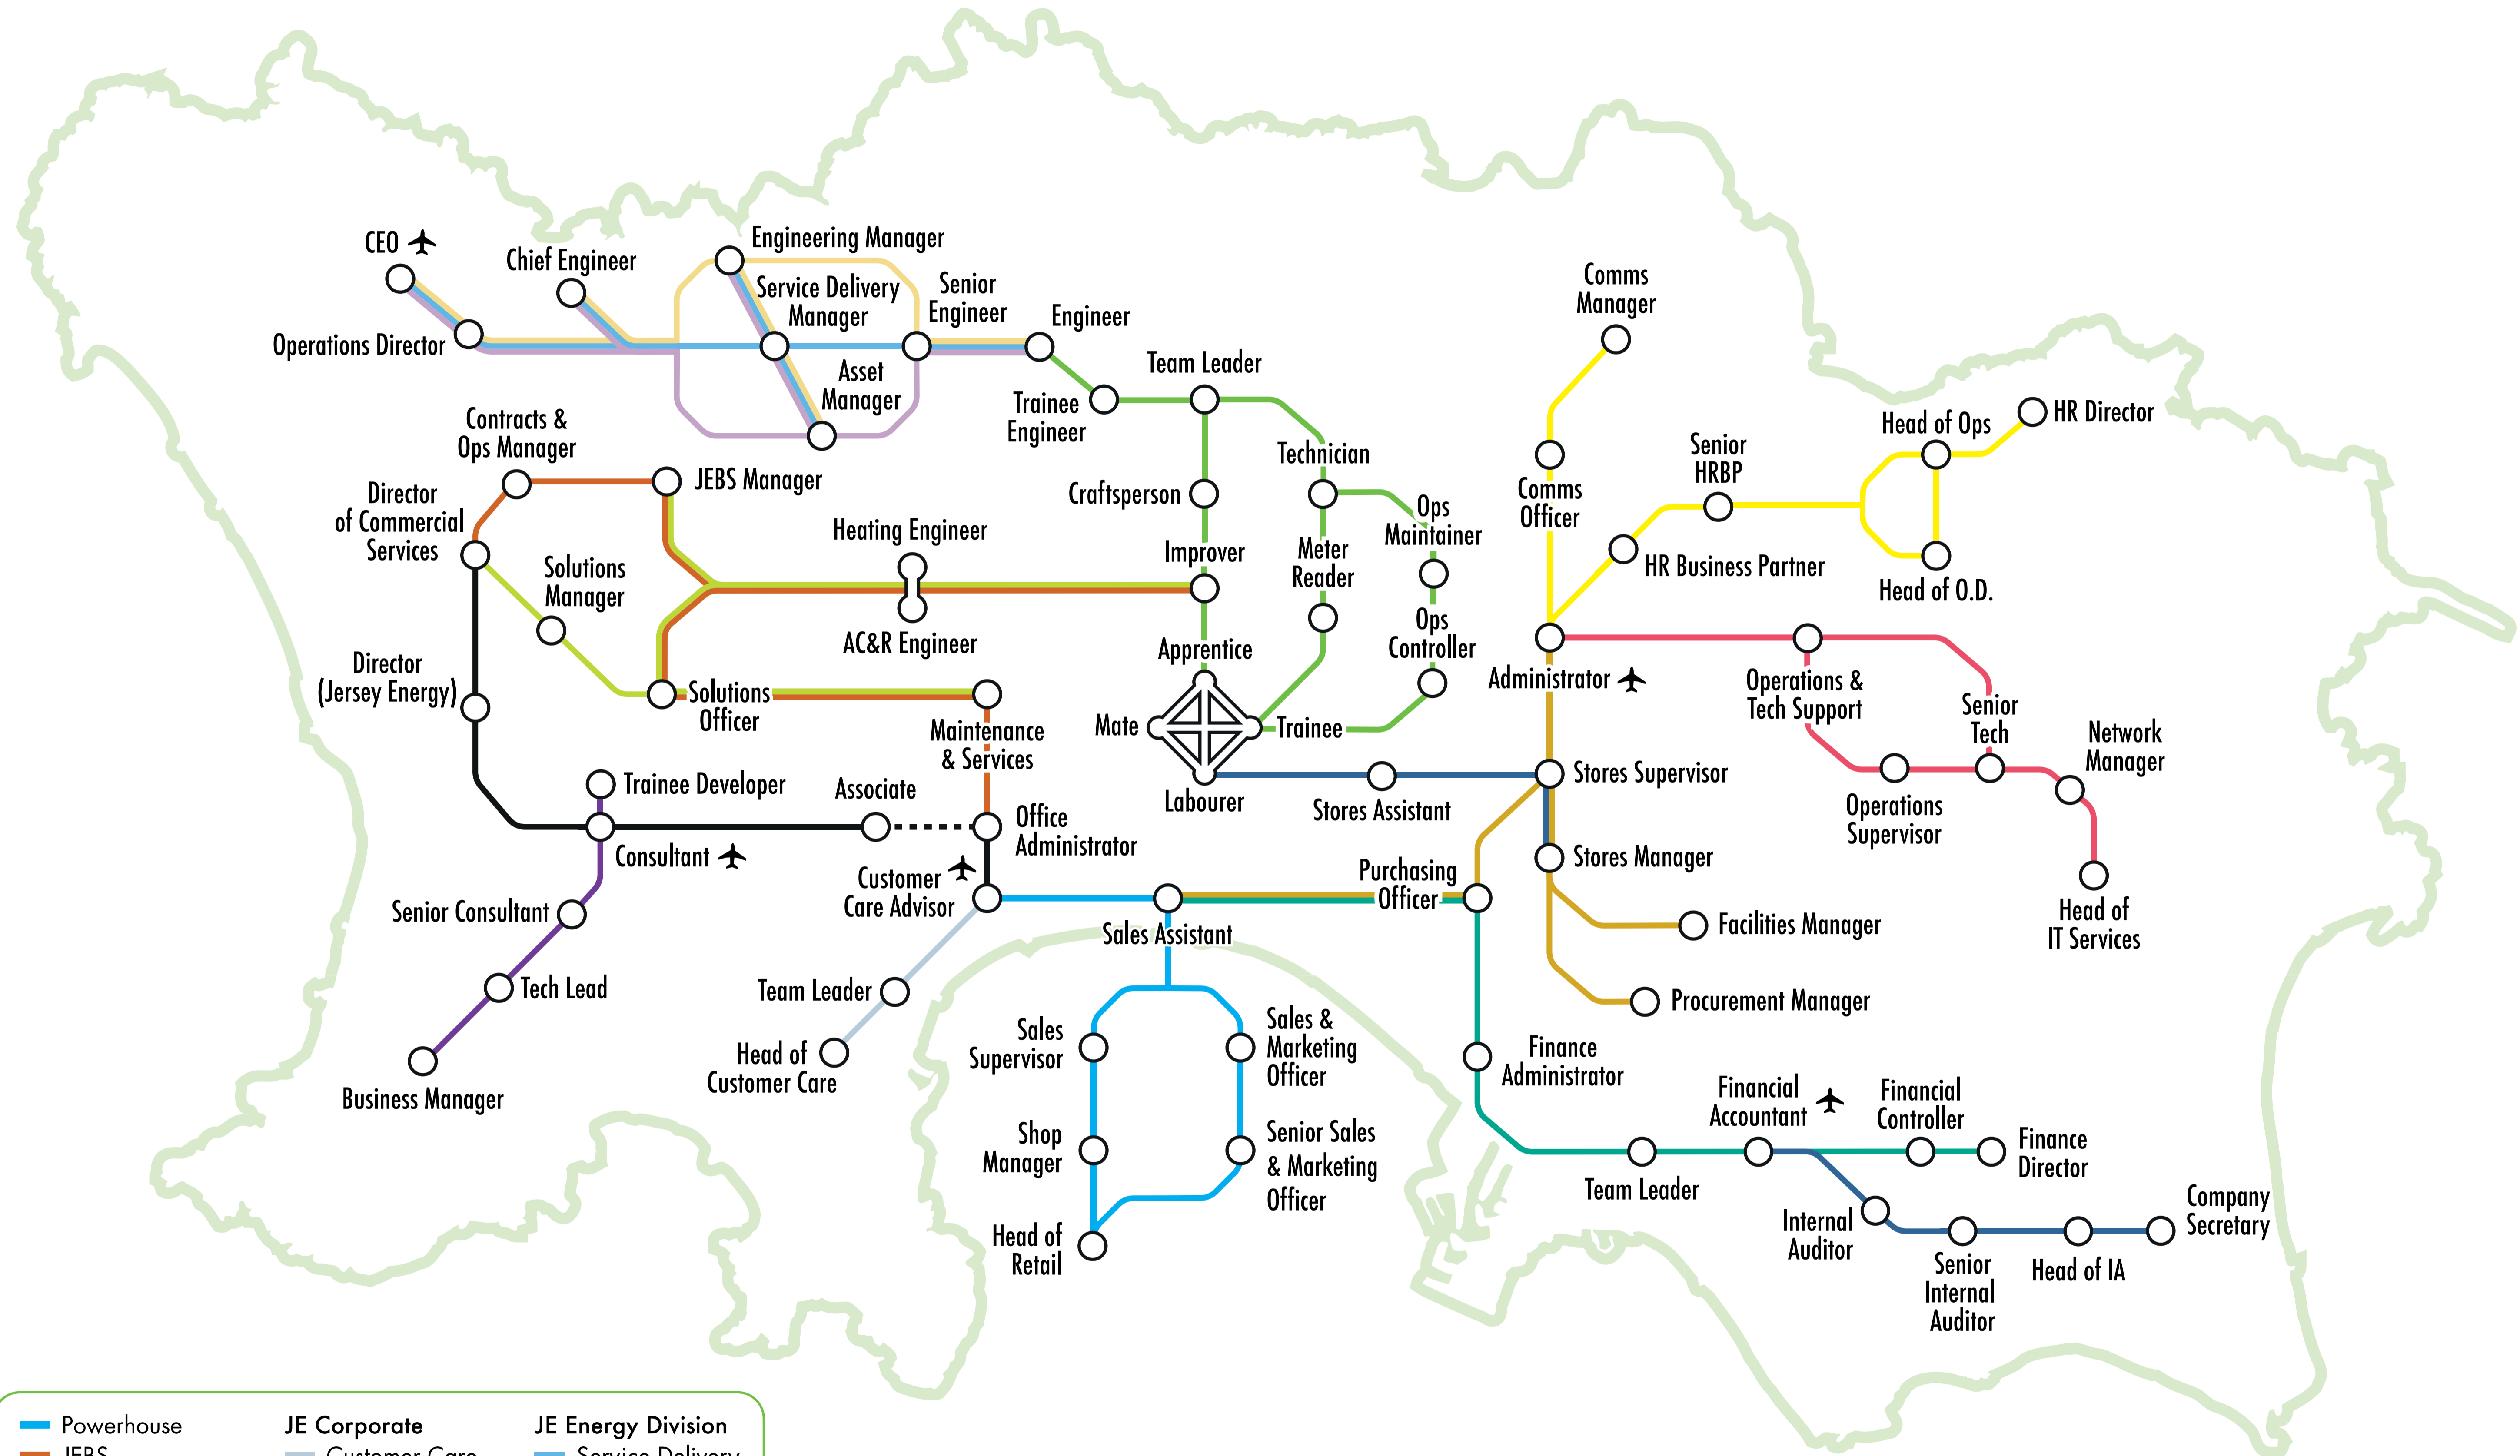 CEO
Chief Engineer
Operations Director
Engineering Manager
Service Delivery
Manager
Senior
Engineer
Engineer
Asset
Manager
Trainee
Engineer
Team Leader
Technician
Craftsperson
Ops
Maintainer
Improver
Meter
Reader
Ops
Controller
Apprentice
Mate
Trainee
Labourer
Contracts &
Ops Manager
JEBS Manager
Director
of Commercial
Services
Heating Engineer
Solutions
Manager
AC&R Engineer
Director
(Jersey Energy)
Solutions
Officer
Maintenance
& Services
Trainee Developer
Associate
Office
Administrator
Consultant
Customer
Care Advisor
Senior Consultant
Tech Lead
Business Manager
Team Leader
Head of
Customer Care
Sales Assistant
Sales
Supervisor
Sales &
Marketing
Officer
Shop
Manager
Senior Sales
& Marketing
Officer
Head of
Retail
Comms
Manager
Comms
Officer
Senior
HRBP
Head of Ops
HR Director
HR Business Partner
Head of O.D.
Administrator
Operations &
Tech Support
Senior
Tech
Network
Manager
Operations
Supervisor
Head of
IT Services
Stores Supervisor
Stores Assistant
Stores Manager
Purchasing
Officer
Facilities Manager
Procurement Manager
Finance
Administrator
Financial
Accountant
Financial
Controller
Finance
Director
Team Leader
Internal
Auditor
Senior
Internal
Auditor
Head of IA
Company
Secretary
Powerhouse
JEBS
JE Corporate
Customer Care
JE Energy Division
Service Delivery